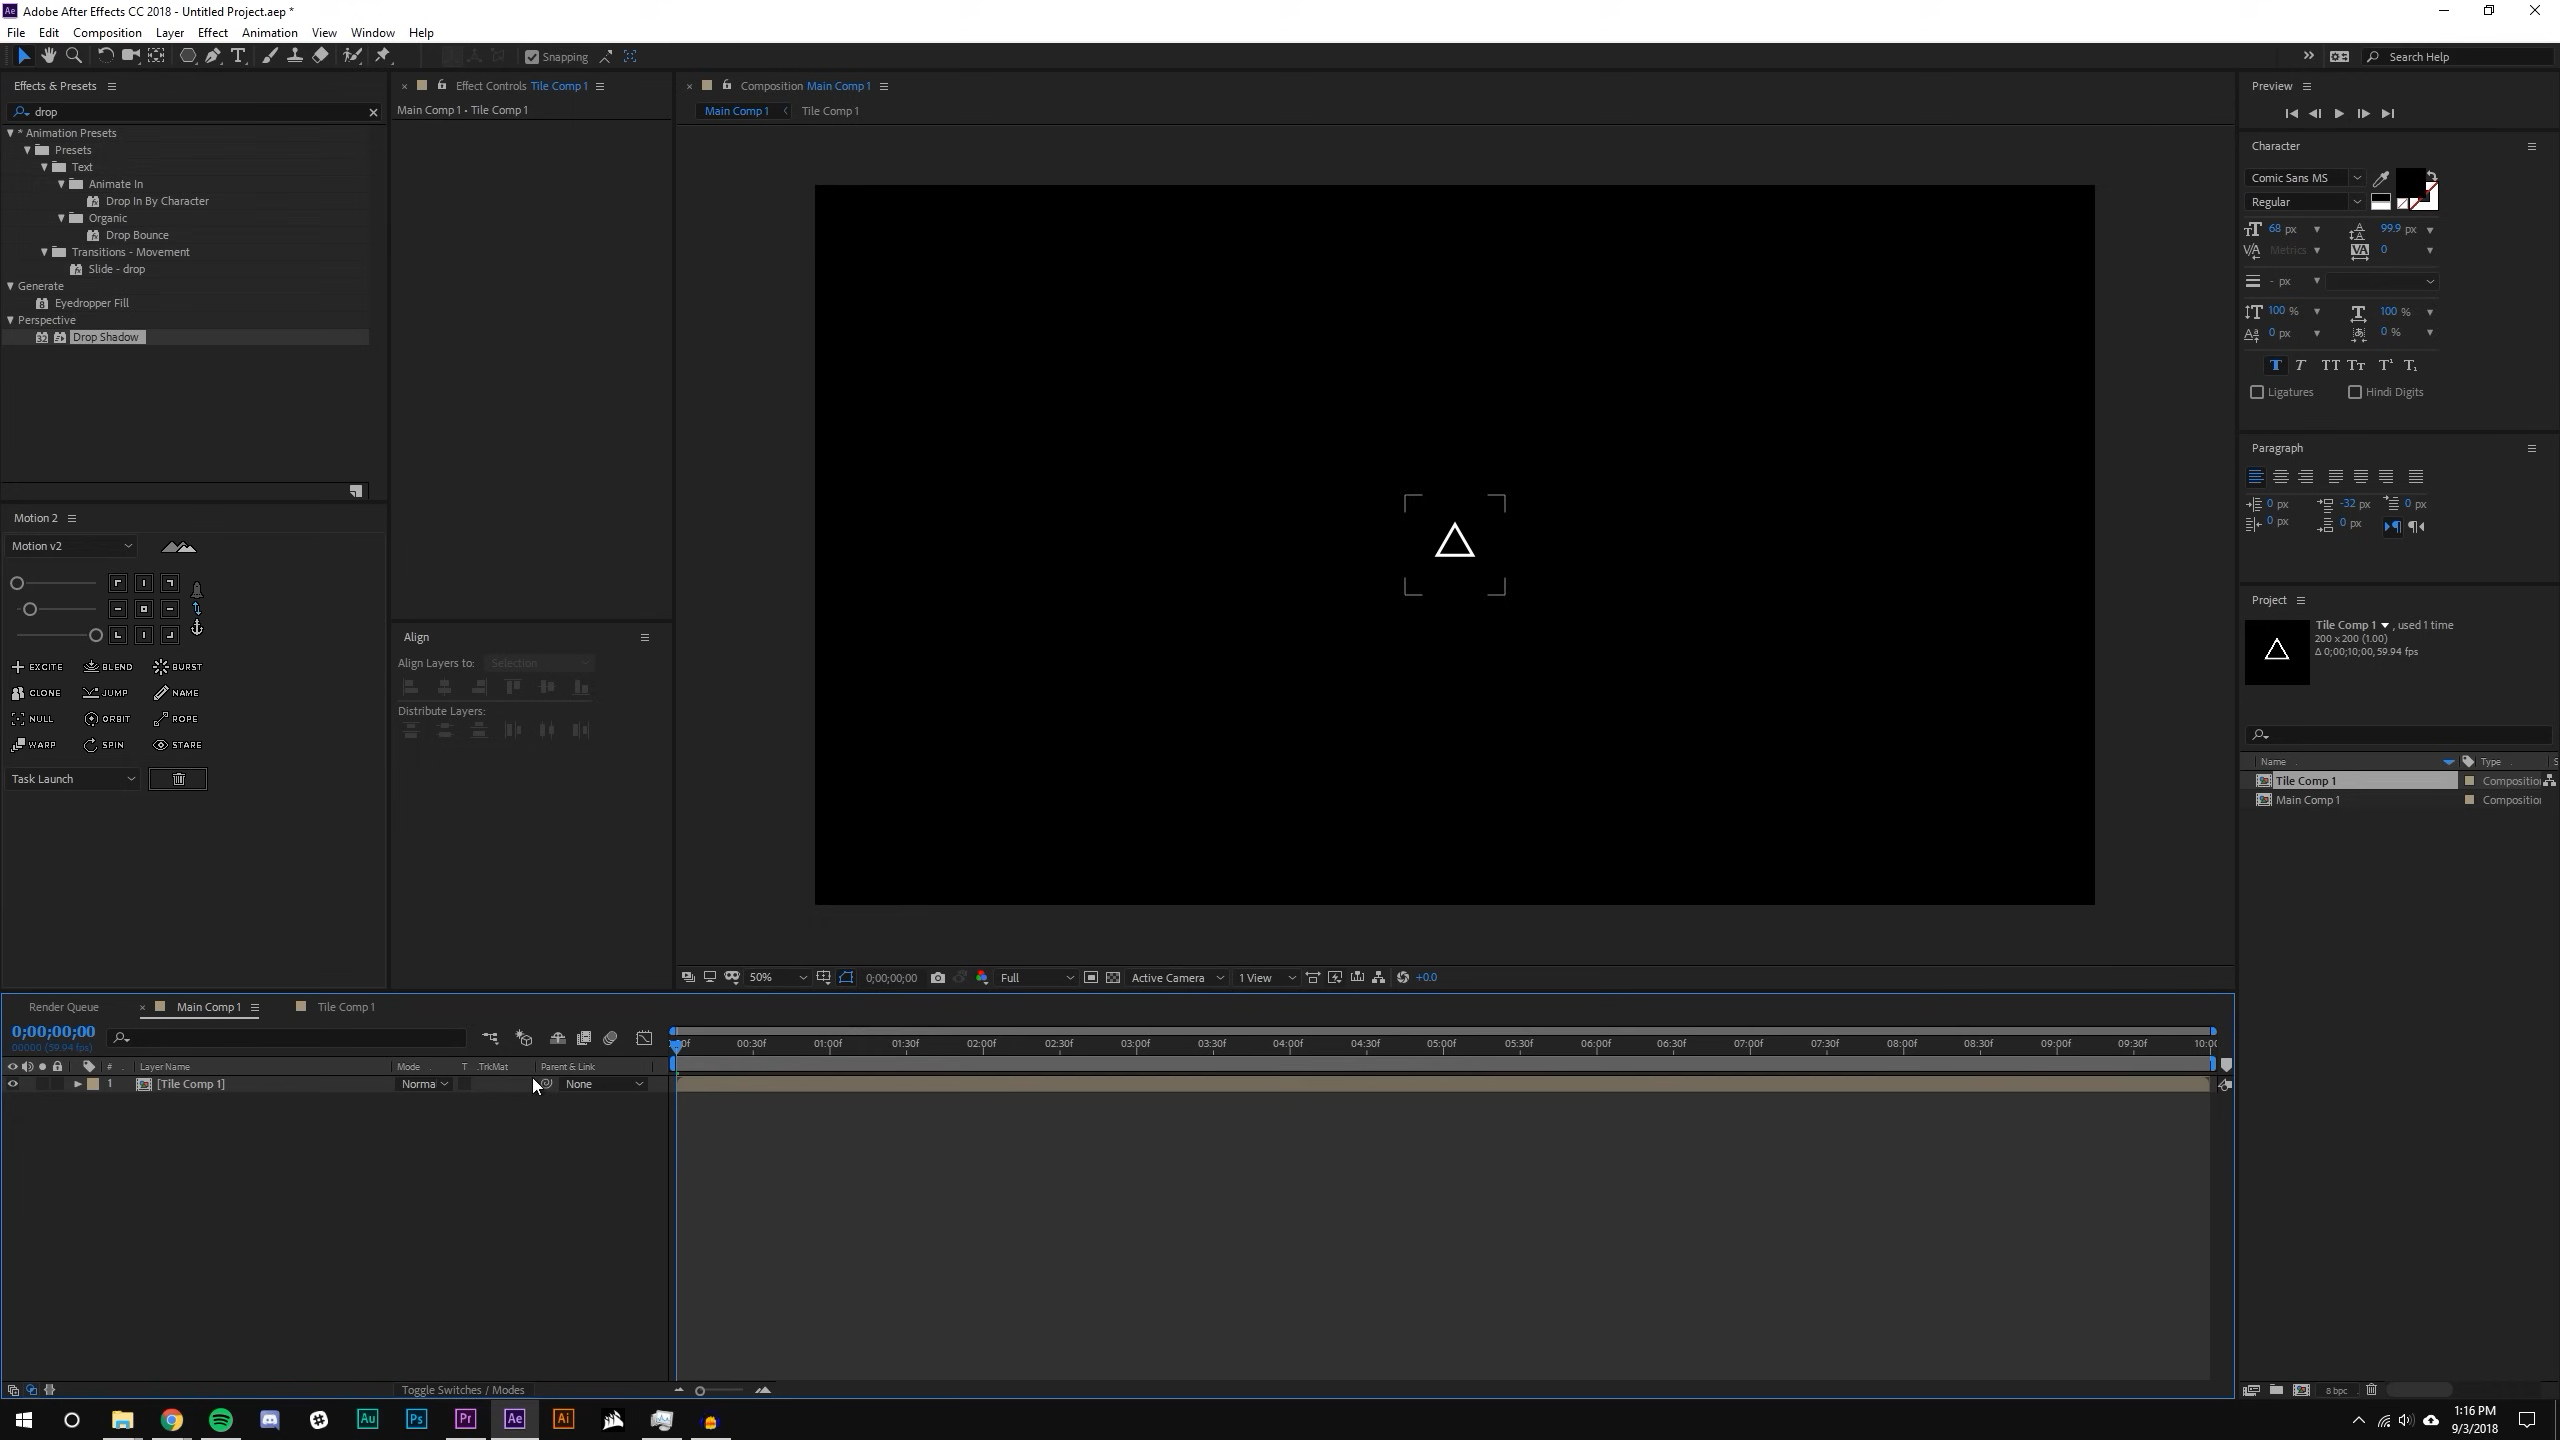 Adobe After Effects CC 2018 - Untitled Project.aep *
File Edit Composition Layer Effect Animation View Window Help
Snapping
Search Help
Effects & Presets
drop
* Animation Presets
Presets
Text
Animate In
Drop In By Character
Organic
Drop Bounce
Transitions - Movement
Slide - drop
Generate
Eyedropper Fill
Perspective
Drop Shadow
Motion 2
Motion v2
EXCITE BLEND BURST
CLONE JUMP NAME
NULL ORBIT ROPE
WARP SPIN STARE
Task Launch
Effect Controls Tile Comp 1
Main Comp 1 • Tile Comp 1
Align
Align Layers to: Selection
Distribute Layers:
Composition Main Comp 1
Main Comp 1 Tile Comp 1
50% 0;00;00;00 Full Active Camera 1 View +0.0
Preview
Character
Comic Sans MS
Regular
68 px 99.9 px
Metrics 0
- px
100 % 100 %
0 px 0 %
T T TT Tt T¹ T₁
Ligatures Hindi Digits
Paragraph
0 px -32 px 0 px
0 px 0 px
Project
Tile Comp 1 , used 1 time
200 x 200 (1.00)
Δ 0;00;10;00, 59.94 fps
Name Type S
Tile Comp 1 Compositio
Main Comp 1 Compositio
8 bpc
Render Queue Main Comp 1 Tile Comp 1
0;00;00;00
00000 (59.94 fps)
# Layer Name Mode T .TrkMat Parent & Link
1 [Tile Comp 1] Norma None
00f 00:30f 01:00f 01:30f 02:00f 02:30f 03:00f 03:30f 04:00f 04:30f 05:00f 05:30f 06:00f 06:30f 07:00f 07:30f 08:00f 08:30f 09:00f 09:30f 10:00
Toggle Switches / Modes
Au Ps Pr Ae Ai
1:16 PM
9/3/2018